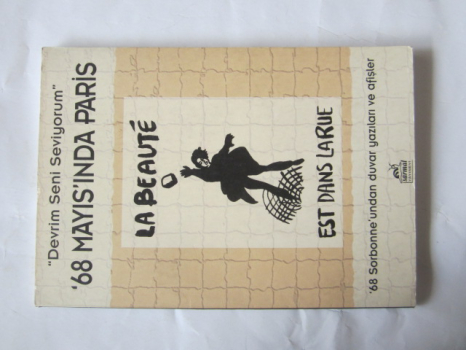 "Devrim Seni Seviyorum"
'68 MAYIS'INDA PARİS
LA BEAUTÉ
EST DANS LA RUE
'68 Sorbonne'undan duvar yazıları ve afişler